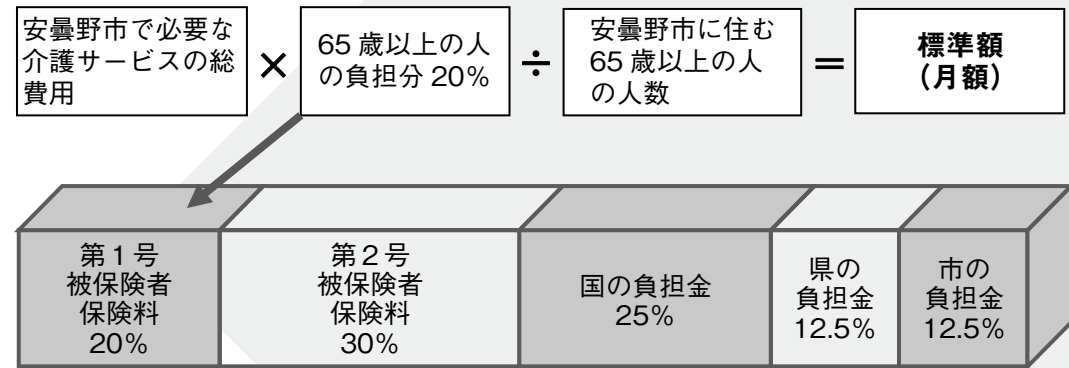 安曇野市で必要な
介護サービスの総
費用
×
65 歳以上の人
の負担分 20%
÷
安曇野市に住む
65 歳以上の人
の人数
＝
標準額
（月額）
第１号
被保険者
保険料
20%
第２号
被保険者
保険料
30%
国の負担金
25%
県の
負担金
12.5%
市の
負担金
12.5%